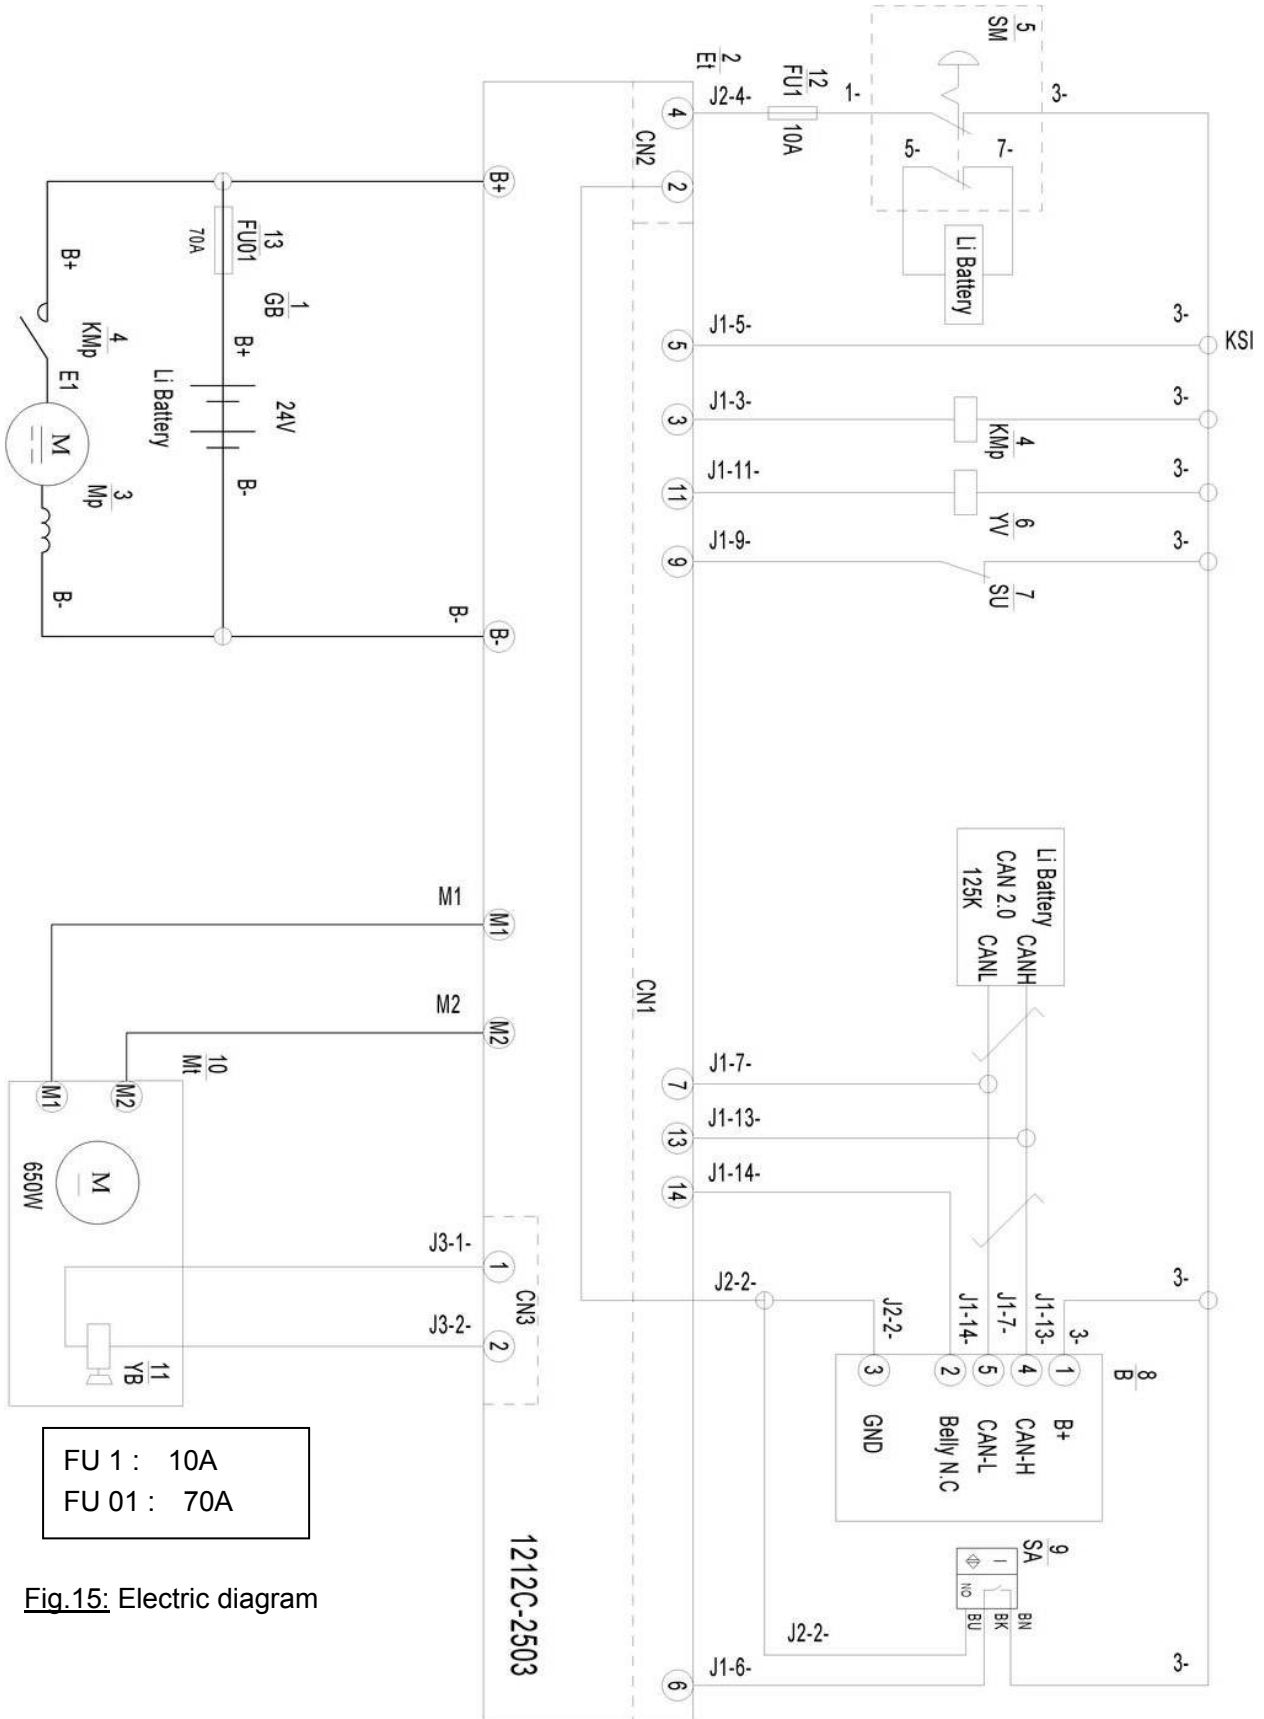 5
SM
2
Et
12
FU1
10A
J2-4-
1-
3-
5-
7-
Li Battery
4
CN2
2
B+
13
FU01
70A
1
GB
B+
B+
4
KMp
E1
Li Battery
24V
B-
M
3
Mp
B-
B-
B-
J1-5-
5
3-
KSI
J1-3-
3
3-
4
KMp
J1-11-
11
3-
6
YV
J1-9-
9
3-
7
SU
Li Battery
CAN 2.0
125K
CANH
CANL
M1
M1
M2
M2
CN1
10
Mt
M1
M2
M
650W
J1-7-
7
J1-13-
13
J1-14-
14
J2-2-
3-
J2-2-
J1-14-
J1-7-
J1-13-
3-
3
2
5
4
1
8
B
GND
Belly N.C
CAN-L
CAN-H
B+
J3-1-
1
J3-2-
2
CN3
11
YB
9
SA
NO
BU
BK
BN
J2-2-
J1-6-
6
3-
1212C-2503
FU 1 : 10A
FU 01 : 70A
Fig.15: Electric diagram